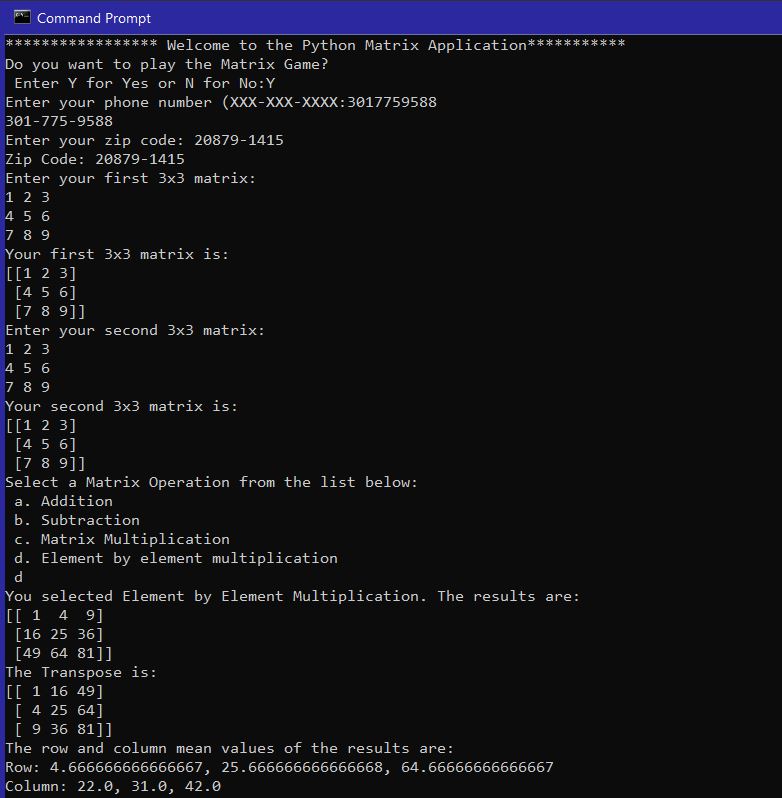 Command Prompt
***************** Welcome to the Python Matrix Application***********
Do you want to play the Matrix Game?
 Enter Y for Yes or N for No:Y
Enter your phone number (XXX-XXX-XXXX:3017759588
301-775-9588
Enter your zip code: 20879-1415
Zip Code: 20879-1415
Enter your first 3x3 matrix:
1 2 3
4 5 6
7 8 9
Your first 3x3 matrix is:
[[1 2 3]
 [4 5 6]
 [7 8 9]]
Enter your second 3x3 matrix:
1 2 3
4 5 6
7 8 9
Your second 3x3 matrix is:
[[1 2 3]
 [4 5 6]
 [7 8 9]]
Select a Matrix Operation from the list below:
 a. Addition
 b. Subtraction
 c. Matrix Multiplication
 d. Element by element multiplication
 d
You selected Element by Element Multiplication. The results are:
[[ 1  4  9]
 [16 25 36]
 [49 64 81]]
The Transpose is:
[[ 1 16 49]
 [ 4 25 64]
 [ 9 36 81]]
The row and column mean values of the results are:
Row: 4.666666666666667, 25.666666666666668, 64.66666666666667
Column: 22.0, 31.0, 42.0